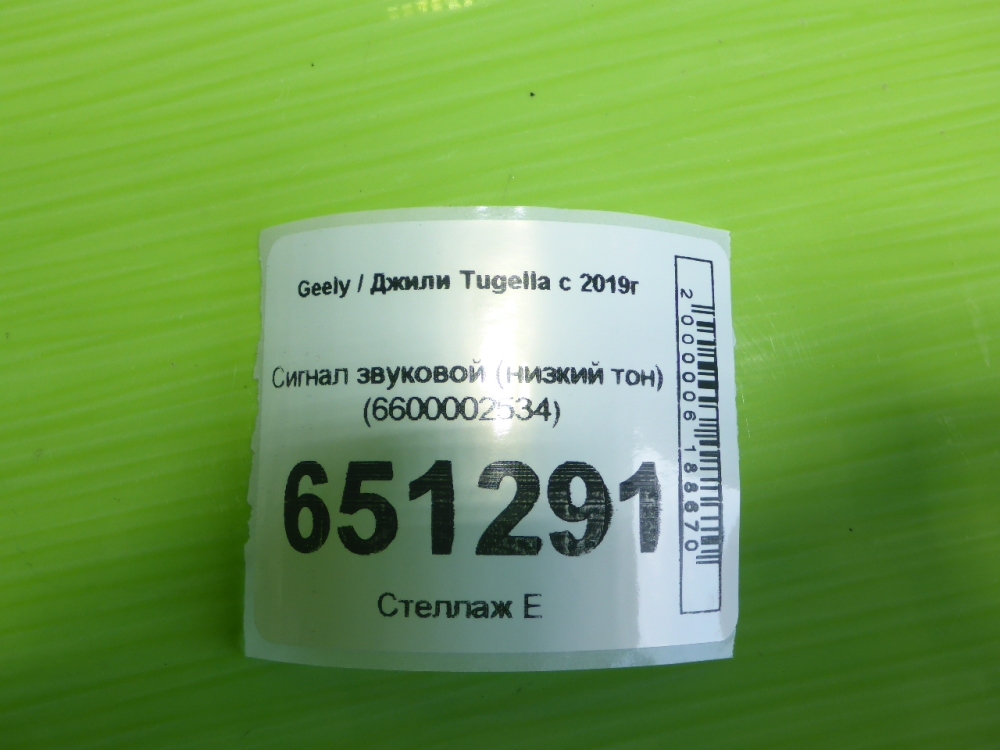 Geely / Джили Tugella с 2019г
Сигнал звуковой (низкий тон)
(6600002534)
651291
Стеллаж Е
2000006188670